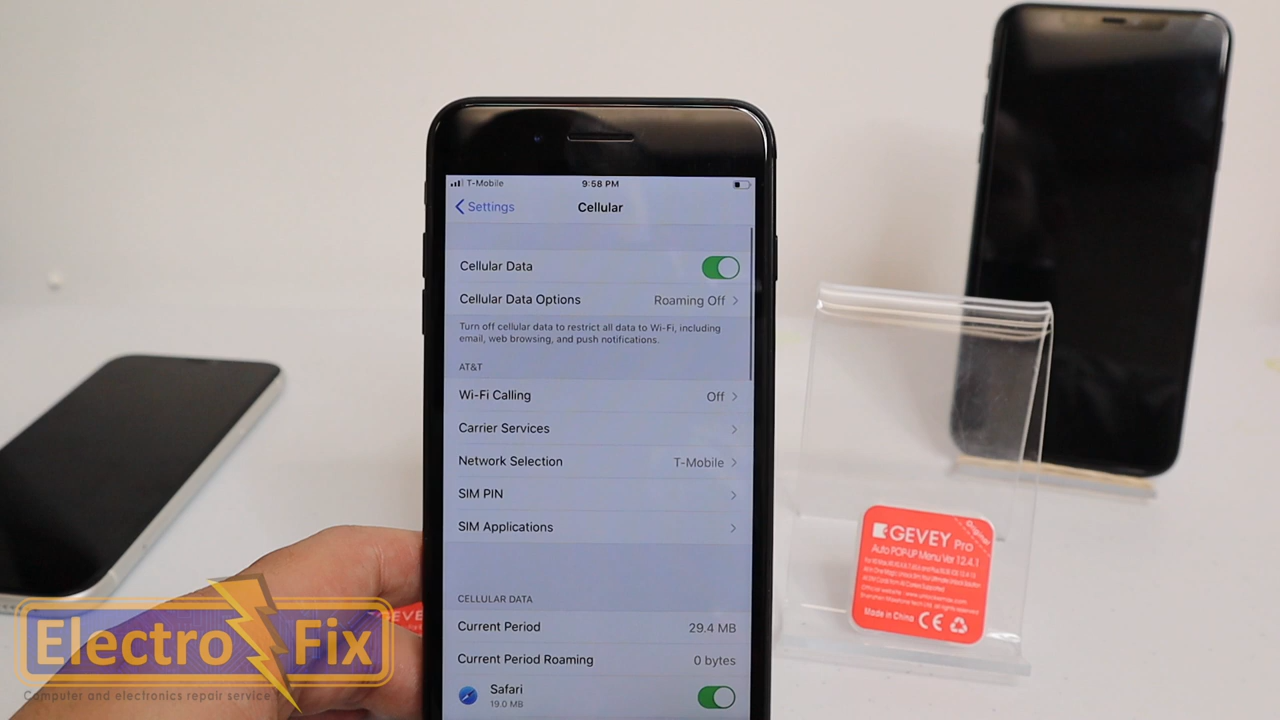 T-Mobile
9:58 PM
Settings
Cellular
Cellular Data
Cellular Data Options
Roaming Off
Turn off cellular data to restrict all data to Wi-Fi, including
email, web browsing, and push notifications.
AT&T
Wi-Fi Calling
Off
Carrier Services
Network Selection
T-Mobile
SIM PIN
SIM Applications
CELLULAR DATA
Current Period
29.4 MB
Current Period Roaming
0 bytes
Safari
19.0 MB
GEVEY Pro
Original
Auto POP-UP Menu Ver 12.4.1
Made in China CE
Electro Fix
Computer and electronics repair service